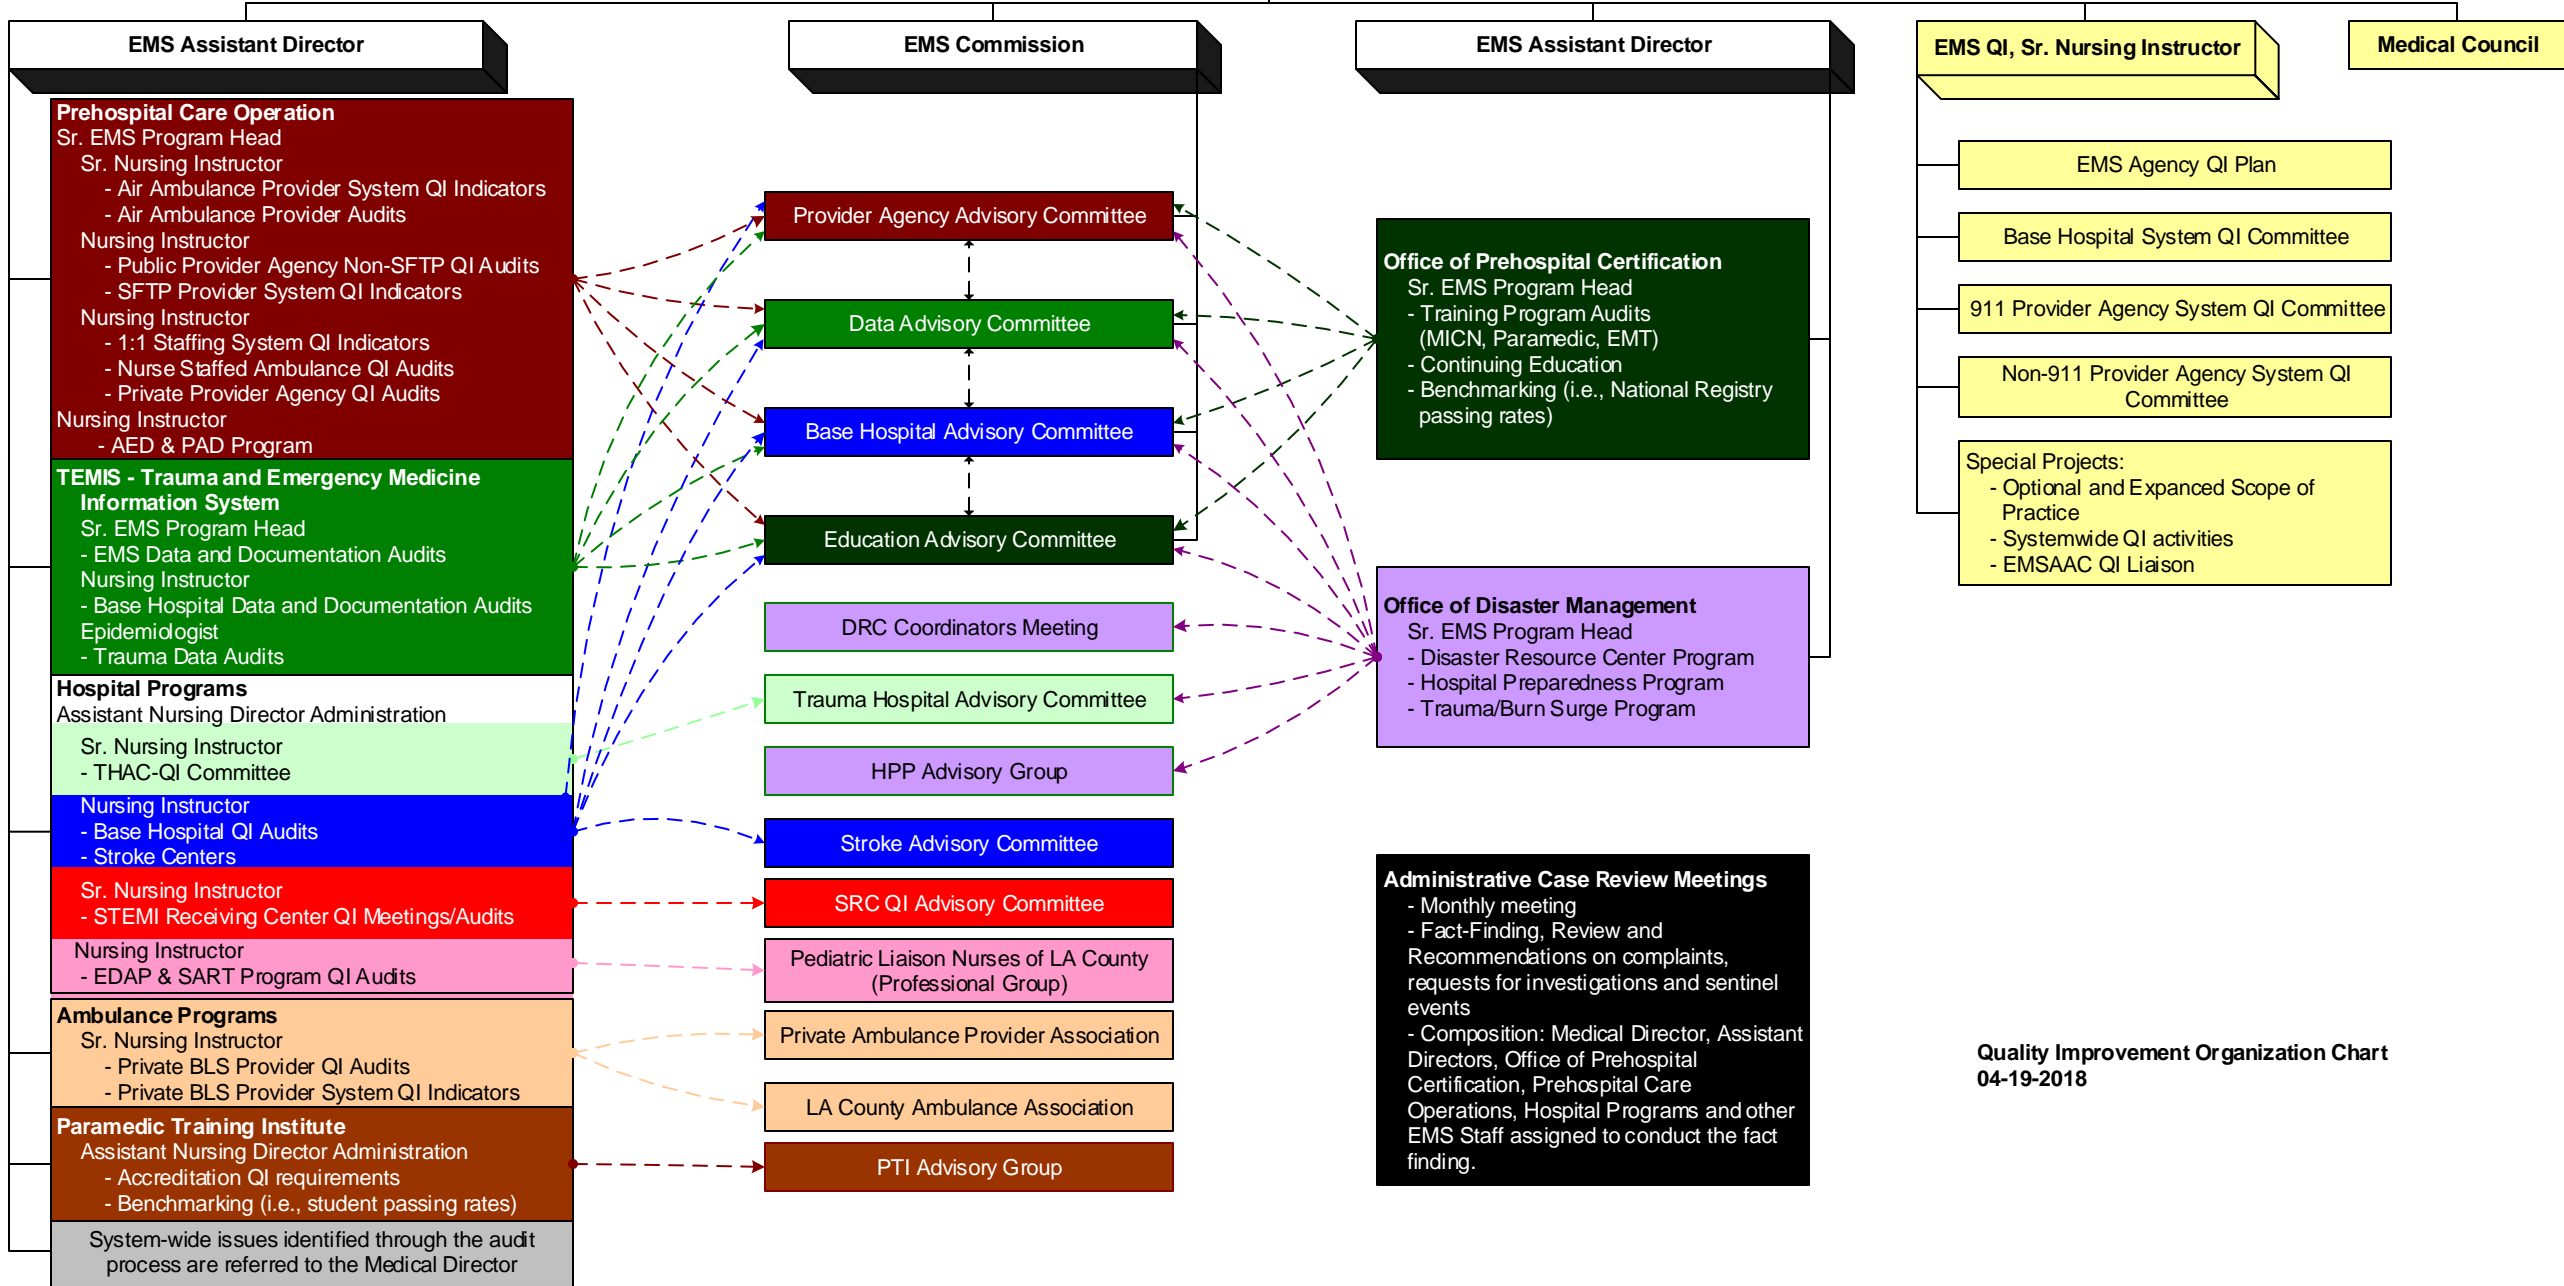 EMS Assistant Director
EMS Commission
EMS Assistant Director
EMS QI, Sr. Nursing Instructor
Medical Council
Prehospital Care Operation
Sr. EMS Program Head
Sr. Nursing Instructor
- Air Ambulance Provider System QI Indicators
- Air Ambulance Provider Audits
Nursing Instructor
- Public Provider Agency Non-SFTP QI Audits
- SFTP Provider System QI Indicators
Nursing Instructor
- 1:1 Staffing System QI Indicators
- Nurse Staffed Ambulance QI Audits
- Private Provider Agency QI Audits
Nursing Instructor
- AED & PAD Program
TEMIS - Trauma and Emergency Medicine
Information System
Sr. EMS Program Head
- EMS Data and Documentation Audits
Nursing Instructor
- Base Hospital Data and Documentation Audits
Epidemiologist
- Trauma Data Audits
Hospital Programs
Assistant Nursing Director Administration
Sr. Nursing Instructor
- THAC-QI Committee
Nursing Instructor
- Base Hospital QI Audits
- Stroke Centers
Sr. Nursing Instructor
- STEMI Receiving Center QI Meetings/Audits
Nursing Instructor
- EDAP & SART Program QI Audits
Ambulance Programs
Sr. Nursing Instructor
- Private BLS Provider QI Audits
- Private BLS Provider System QI Indicators
Paramedic Training Institute
Assistant Nursing Director Administration
- Accreditation QI requirements
- Benchmarking (i.e., student passing rates)
System-wide issues identified through the audit
process are referred to the Medical Director
Provider Agency Advisory Committee
Data Advisory Committee
Base Hospital Advisory Committee
Education Advisory Committee
DRC Coordinators Meeting
Trauma Hospital Advisory Committee
HPP Advisory Group
Stroke Advisory Committee
SRC QI Advisory Committee
Pediatric Liaison Nurses of LA County
(Professional Group)
Private Ambulance Provider Association
LA County Ambulance Association
PTI Advisory Group
Office of Prehospital Certification
Sr. EMS Program Head
- Training Program Audits
(MICN, Paramedic, EMT)
- Continuing Education
- Benchmarking (i.e., National Registry
passing rates)
Office of Disaster Management
Sr. EMS Program Head
- Disaster Resource Center Program
- Hospital Preparedness Program
- Trauma/Burn Surge Program
Administrative Case Review Meetings
- Monthly meeting
- Fact-Finding, Review and
Recommendations on complaints,
requests for investigations and sentinel
events
- Composition: Medical Director, Assistant
Directors, Office of Prehospital
Certification, Prehospital Care
Operations, Hospital Programs and other
EMS Staff assigned to conduct the fact
finding.
EMS Agency QI Plan
Base Hospital System QI Committee
911 Provider Agency System QI Committee
Non-911 Provider Agency System QI
Committee
Special Projects:
- Optional and Expanced Scope of
Practice
- Systemwide QI activities
- EMSAAC QI Liaison
Quality Improvement Organization Chart
04-19-2018